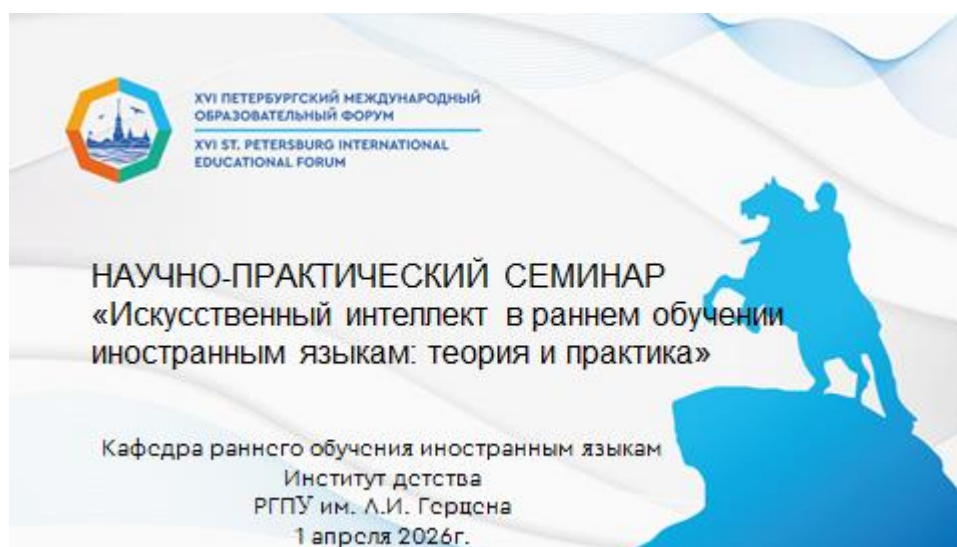 XVI ПЕТЕРБУРГСКИЙ МЕЖДУНАРОДНЫЙ
ОБРАЗОВАТЕЛЬНЫЙ ФОРУМ
XVI ST. PETERSBURG INTERNATIONAL
EDUCATIONAL FORUM
НАУЧНО-ПРАКТИЧЕСКИЙ СЕМИНАР
«Искусственный интеллект в раннем обучении
иностранным языкам: теория и практика»
Кафедра раннего обучения иностранным языкам
Институт детства
РГПУ им. А.И. Герцена
1 апреля 2026г.